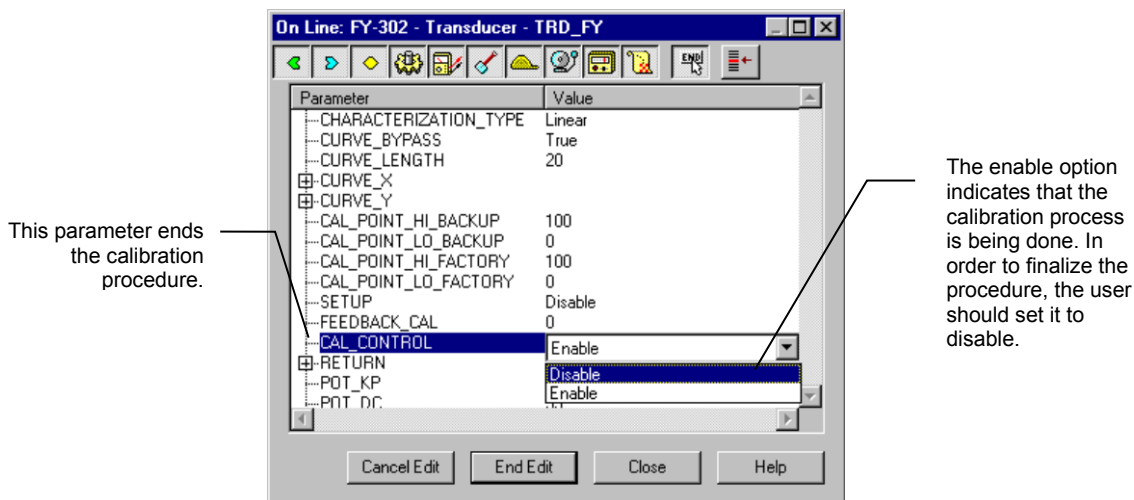 On Line: FY-302 - Transducer - TRD_FY
END
Parameter Value
CHARACTERIZATION_TYPE Linear
CURVE_BYPASS True
CURVE_LENGTH 20
CURVE_X
CURVE_Y
CAL_POINT_HI_BACKUP 100
CAL_POINT_LO_BACKUP 0
CAL_POINT_HI_FACTORY 100
CAL_POINT_LO_FACTORY 0
SETUP Disable
FEEDBACK_CAL 0
CAL_CONTROL Enable
RETURN
Disable
Enable
POT_KP
POT_DC
Cancel Edit End Edit Close Help
This parameter ends
the calibration
procedure.
The enable option
indicates that the
calibration process
is being done. In
order to finalize the
procedure, the user
should set it to
disable.